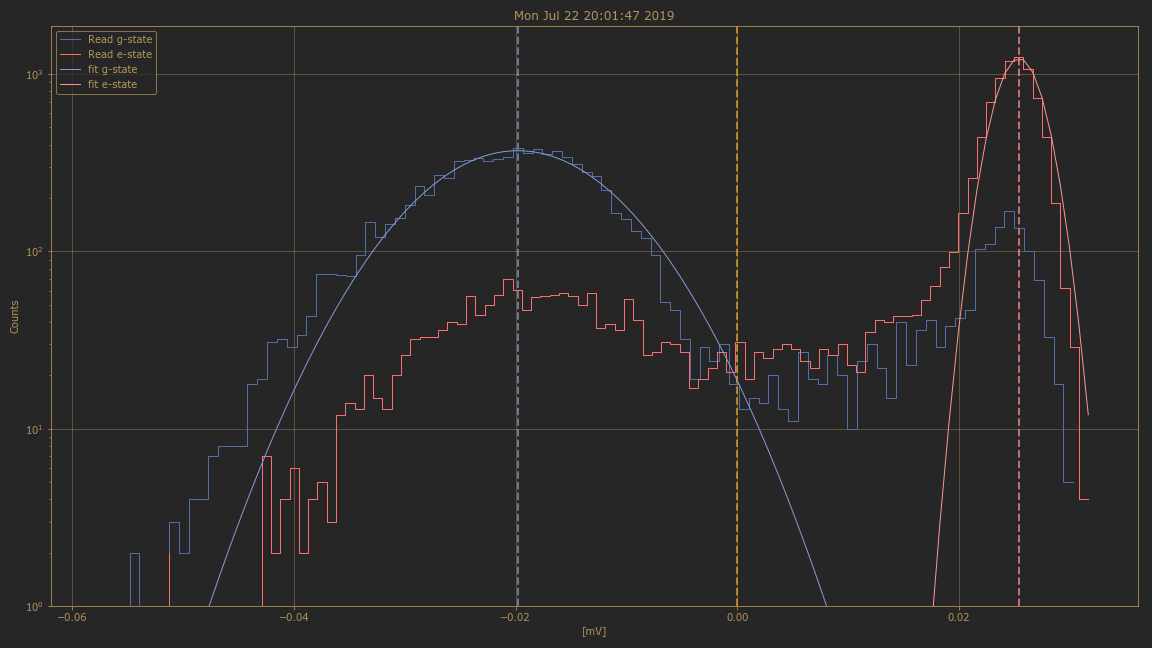 Mon Jul 22 20:01:47 2019
Read g-state
Read e-state
fit g-state
fit e-state
10³
10²
10¹
10⁰
Counts
−0.06
−0.04
−0.02
0.00
0.02
[mV]